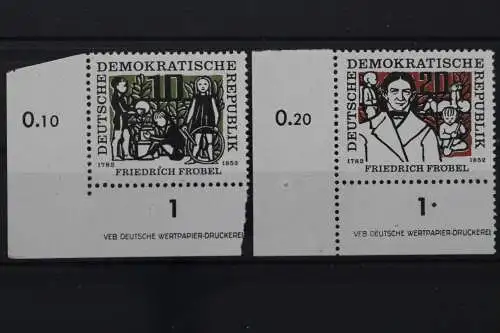 0.10
DEUTSCHE
DEMOKRATISCHE
REPUBLIK
10
1782 1852
FRIEDRICH FRÖBEL
1
VEB DEUTSCHE WERTPAPIER-DRUCKEREI
0.20
DEUTSCHE
DEMOKRATISCHE
REPUBLIK
20
1782 1852
FRIEDRICH FRÖBEL
1
VEB DEUTSCHE WERTPAPIER-DRUCKEREI